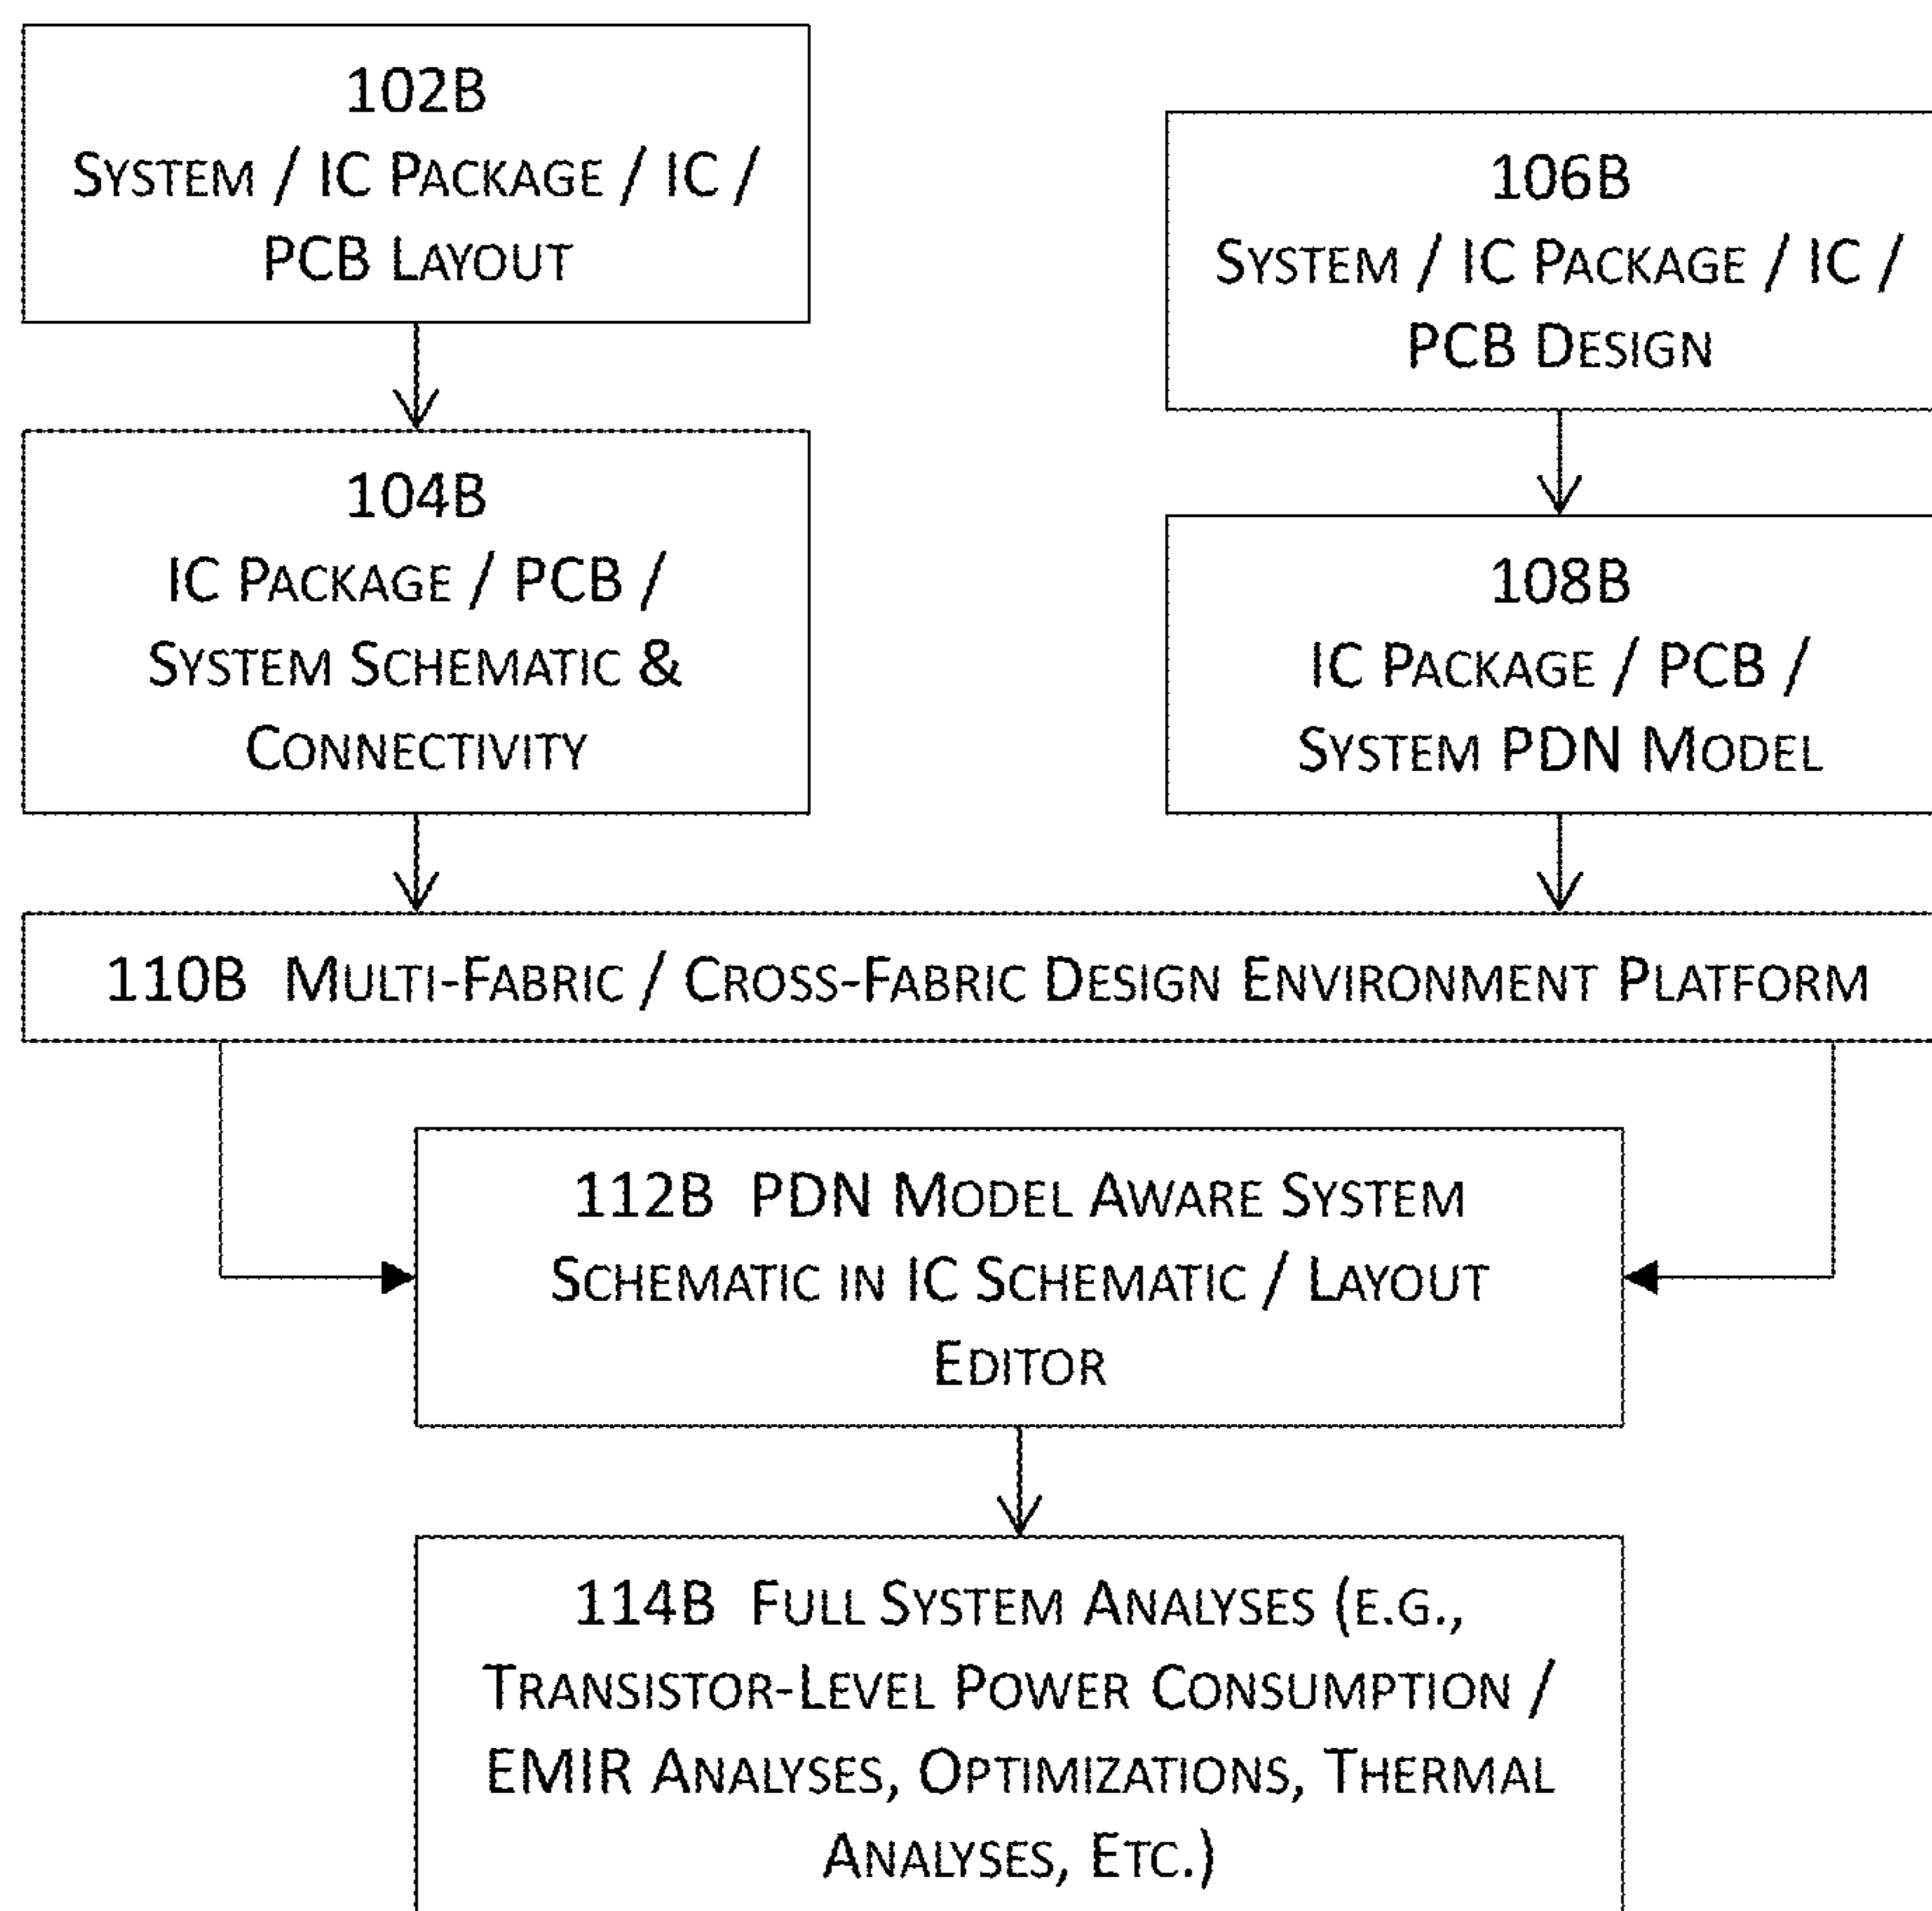 102B
SYSTEM / IC PACKAGE / IC /
PCB LAYOUT
106B
SYSTEM / IC PACKAGE / IC /
PCB DESIGN
104B
IC PACKAGE / PCB /
SYSTEM SCHEMATIC &
CONNECTIVITY
108B
IC PACKAGE / PCB /
SYSTEM PDN MODEL
110B MULTI-FABRIC / CROSS-FABRIC DESIGN ENVIRONMENT PLATFORM
112B PDN MODEL AWARE SYSTEM
SCHEMATIC IN IC SCHEMATIC / LAYOUT
EDITOR
114B FULL SYSTEM ANALYSES (E.G.,
TRANSISTOR-LEVEL POWER CONSUMPTION /
EMIR ANALYSES, OPTIMIZATIONS, THERMAL
ANALYSES, ETC.)